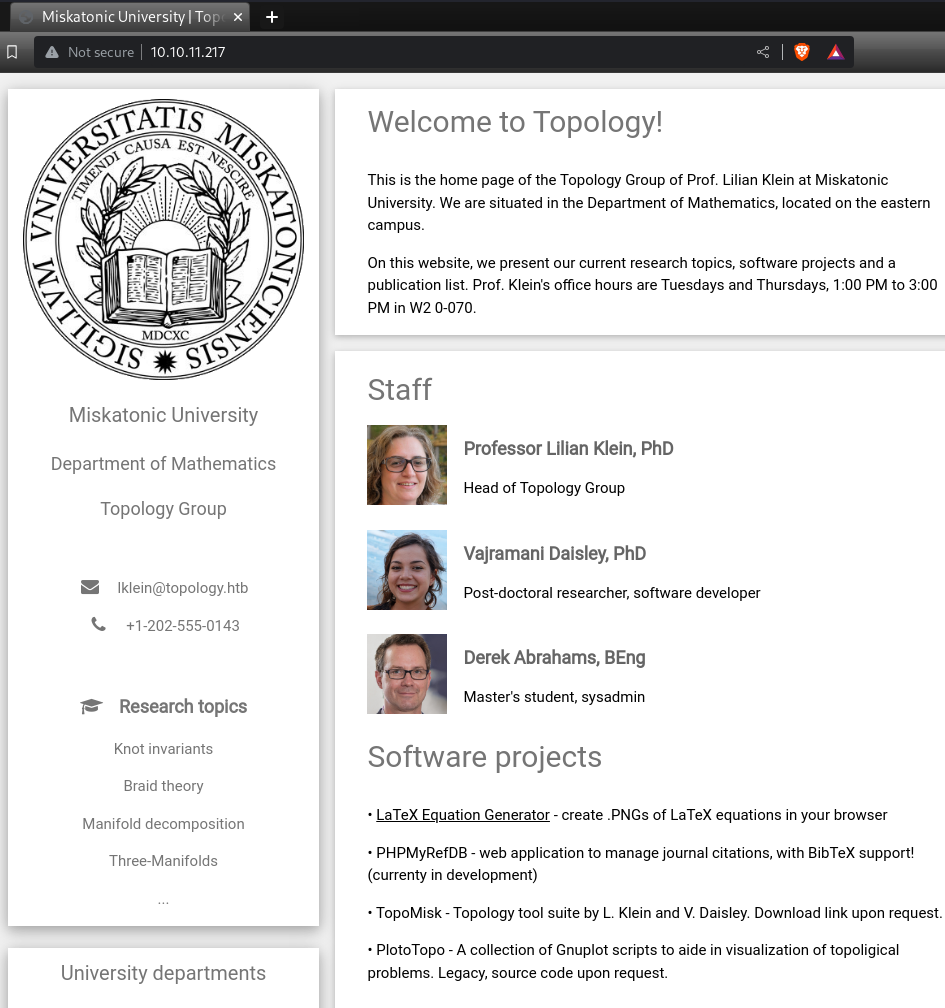 Miskatonic University | Top
Not secure
10.10.11.217
VNIVERSITATIS MISKATONICIENSIS SIGILLVM
TIMENDI CAUSA EST NESCIRE
MDCXC
Miskatonic University
Department of Mathematics
Topology Group
lklein@topology.htb
+1-202-555-0143
Research topics
Knot invariants
Braid theory
Manifold decomposition
Three-Manifolds
...
University departments
Welcome to Topology!
This is the home page of the Topology Group of Prof. Lilian Klein at Miskatonic
University. We are situated in the Department of Mathematics, located on the eastern
campus.
On this website, we present our current research topics, software projects and a
publication list. Prof. Klein's office hours are Tuesdays and Thursdays, 1:00 PM to 3:00
PM in W2 0-070.
Staff
Professor Lilian Klein, PhD
Head of Topology Group
Vajramani Daisley, PhD
Post-doctoral researcher, software developer
Derek Abrahams, BEng
Master's student, sysadmin
Software projects
• LaTeX Equation Generator - create .PNGs of LaTeX equations in your browser
• PHPMyRefDB - web application to manage journal citations, with BibTeX support!
(currenty in development)
• TopoMisk - Topology tool suite by L. Klein and V. Daisley. Download link upon request.
• PlotoTopo - A collection of Gnuplot scripts to aide in visualization of topoligical
problems. Legacy, source code upon request.